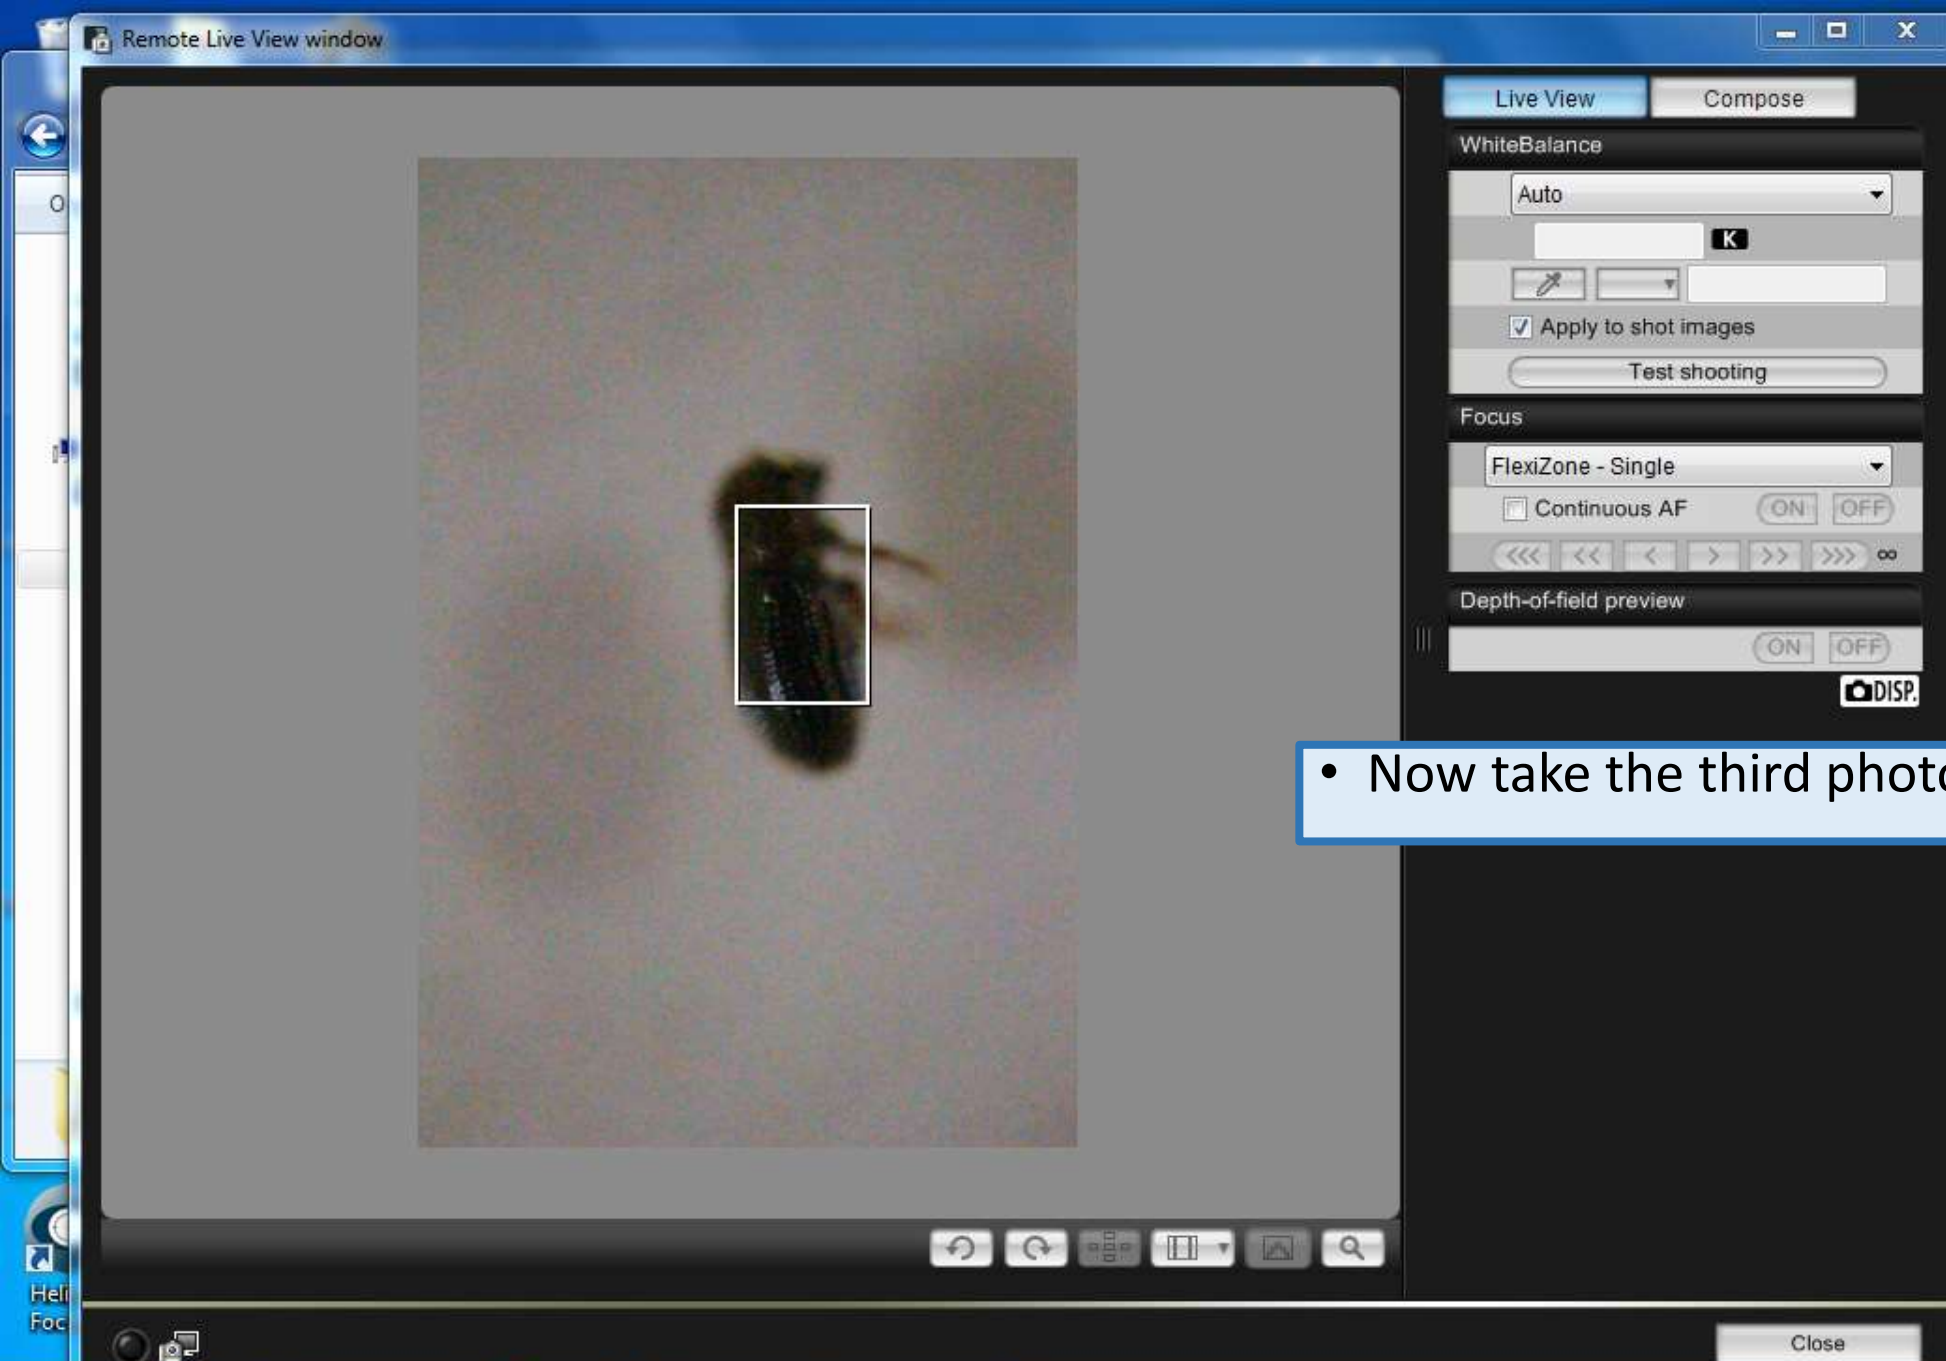 Remote Live View window
Live View
Compose
WhiteBalance
Auto
K
Apply to shot images
Test shooting
Focus
FlexiZone - Single
Continuous AF
ON
OFF
<<<
<<
<
>
>>
>>>
∞
Depth-of-field preview
ON
OFF
DISP.
• Now take the third photo
Close